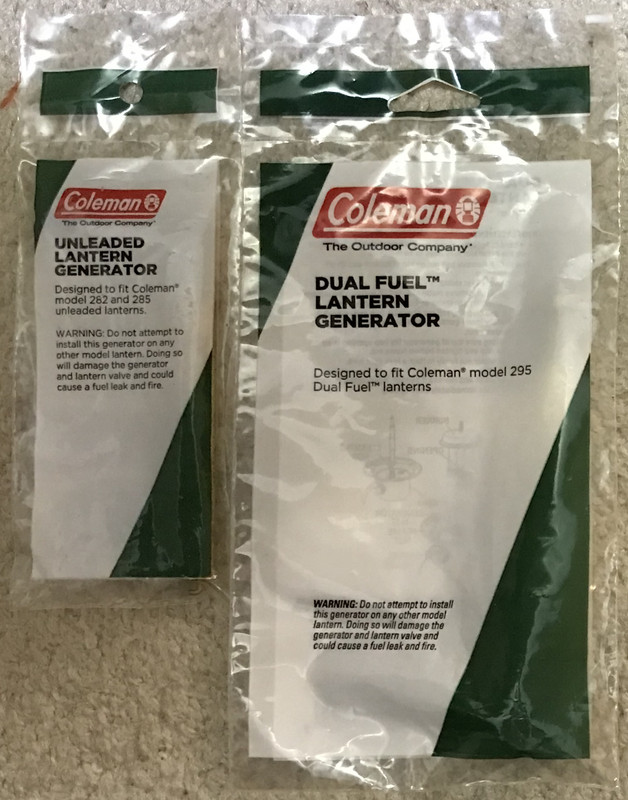 Coleman
The Outdoor Company™
UNLEADED
LANTERN
GENERATOR
Designed to fit Coleman®
model 282 and 285
unleaded lanterns.
WARNING: Do not attempt to
install this generator on any
other model lantern. Doing so
will damage the generator
and lantern valve and could
cause a fuel leak and fire.
Coleman
The Outdoor Company™
DUAL FUEL™
LANTERN
GENERATOR
Designed to fit Coleman® model 295
Dual Fuel™ lanterns
WARNING: Do not attempt to install
this generator on any other model
lantern. Doing so will damage the
generator and lantern valve and
could cause a fuel leak and fire.